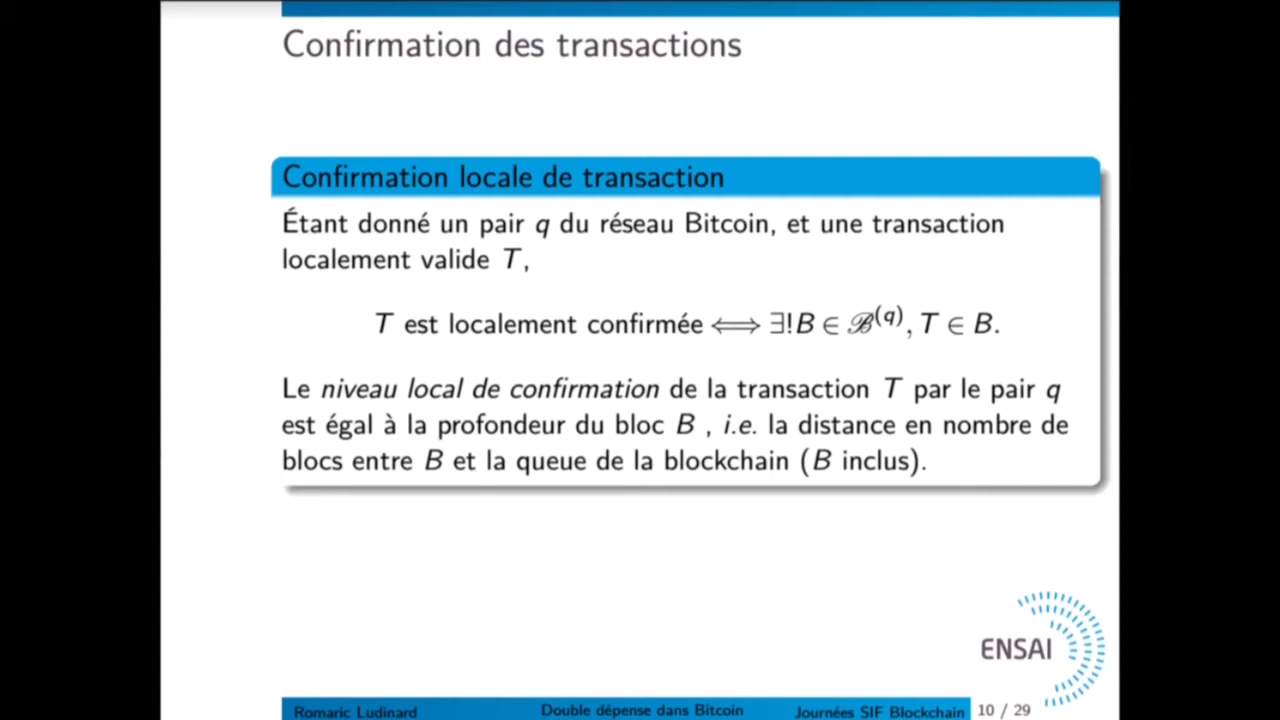 Confirmation des transactions
Confirmation locale de transaction
Étant donné un pair q du réseau Bitcoin, et une transaction
localement valide T,
T est localement confirmée ⟺ ∃!B ∈ ℬ^(q), T ∈ B.
Le niveau local de confirmation de la transaction T par le pair q
est égal à la profondeur du bloc B , i.e. la distance en nombre de
blocs entre B et la queue de la blockchain (B inclus).
ENSAI
Romaric Ludinard Double dépense dans Bitcoin Journées SIF Blockchain 10 / 29